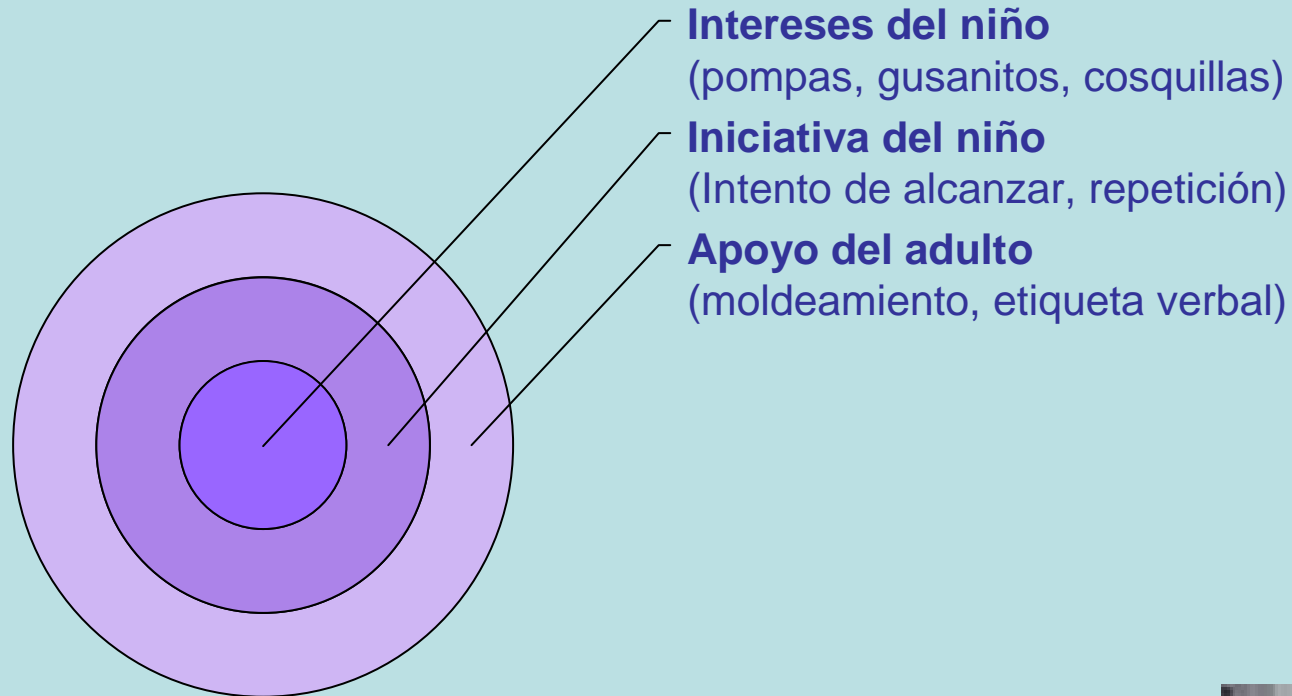 Intereses del niño
(pompas, gusanitos, cosquillas)
Iniciativa del niño
(Intento de alcanzar, repetición)
Apoyo del adulto
(moldeamiento, etiqueta verbal)